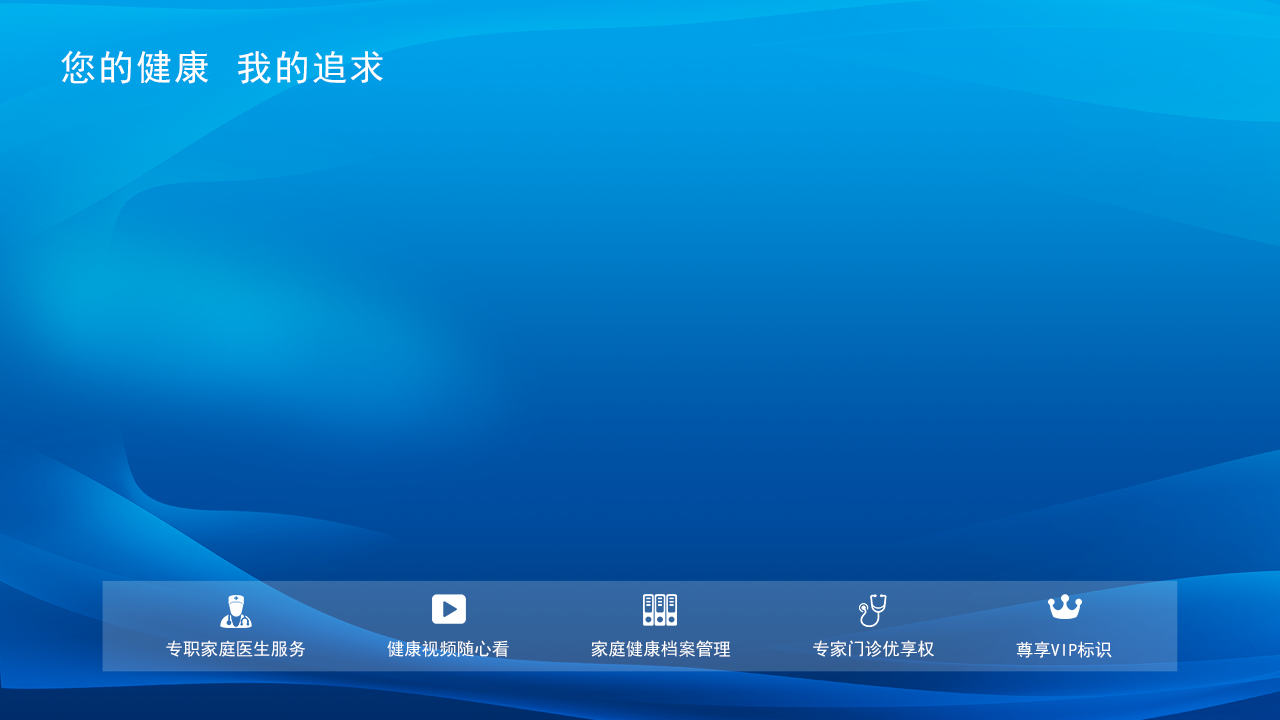 您的健康 我的追求
专职家庭医生服务
健康视频随心看
家庭健康档案管理
专家门诊优享权
尊享VIP标识